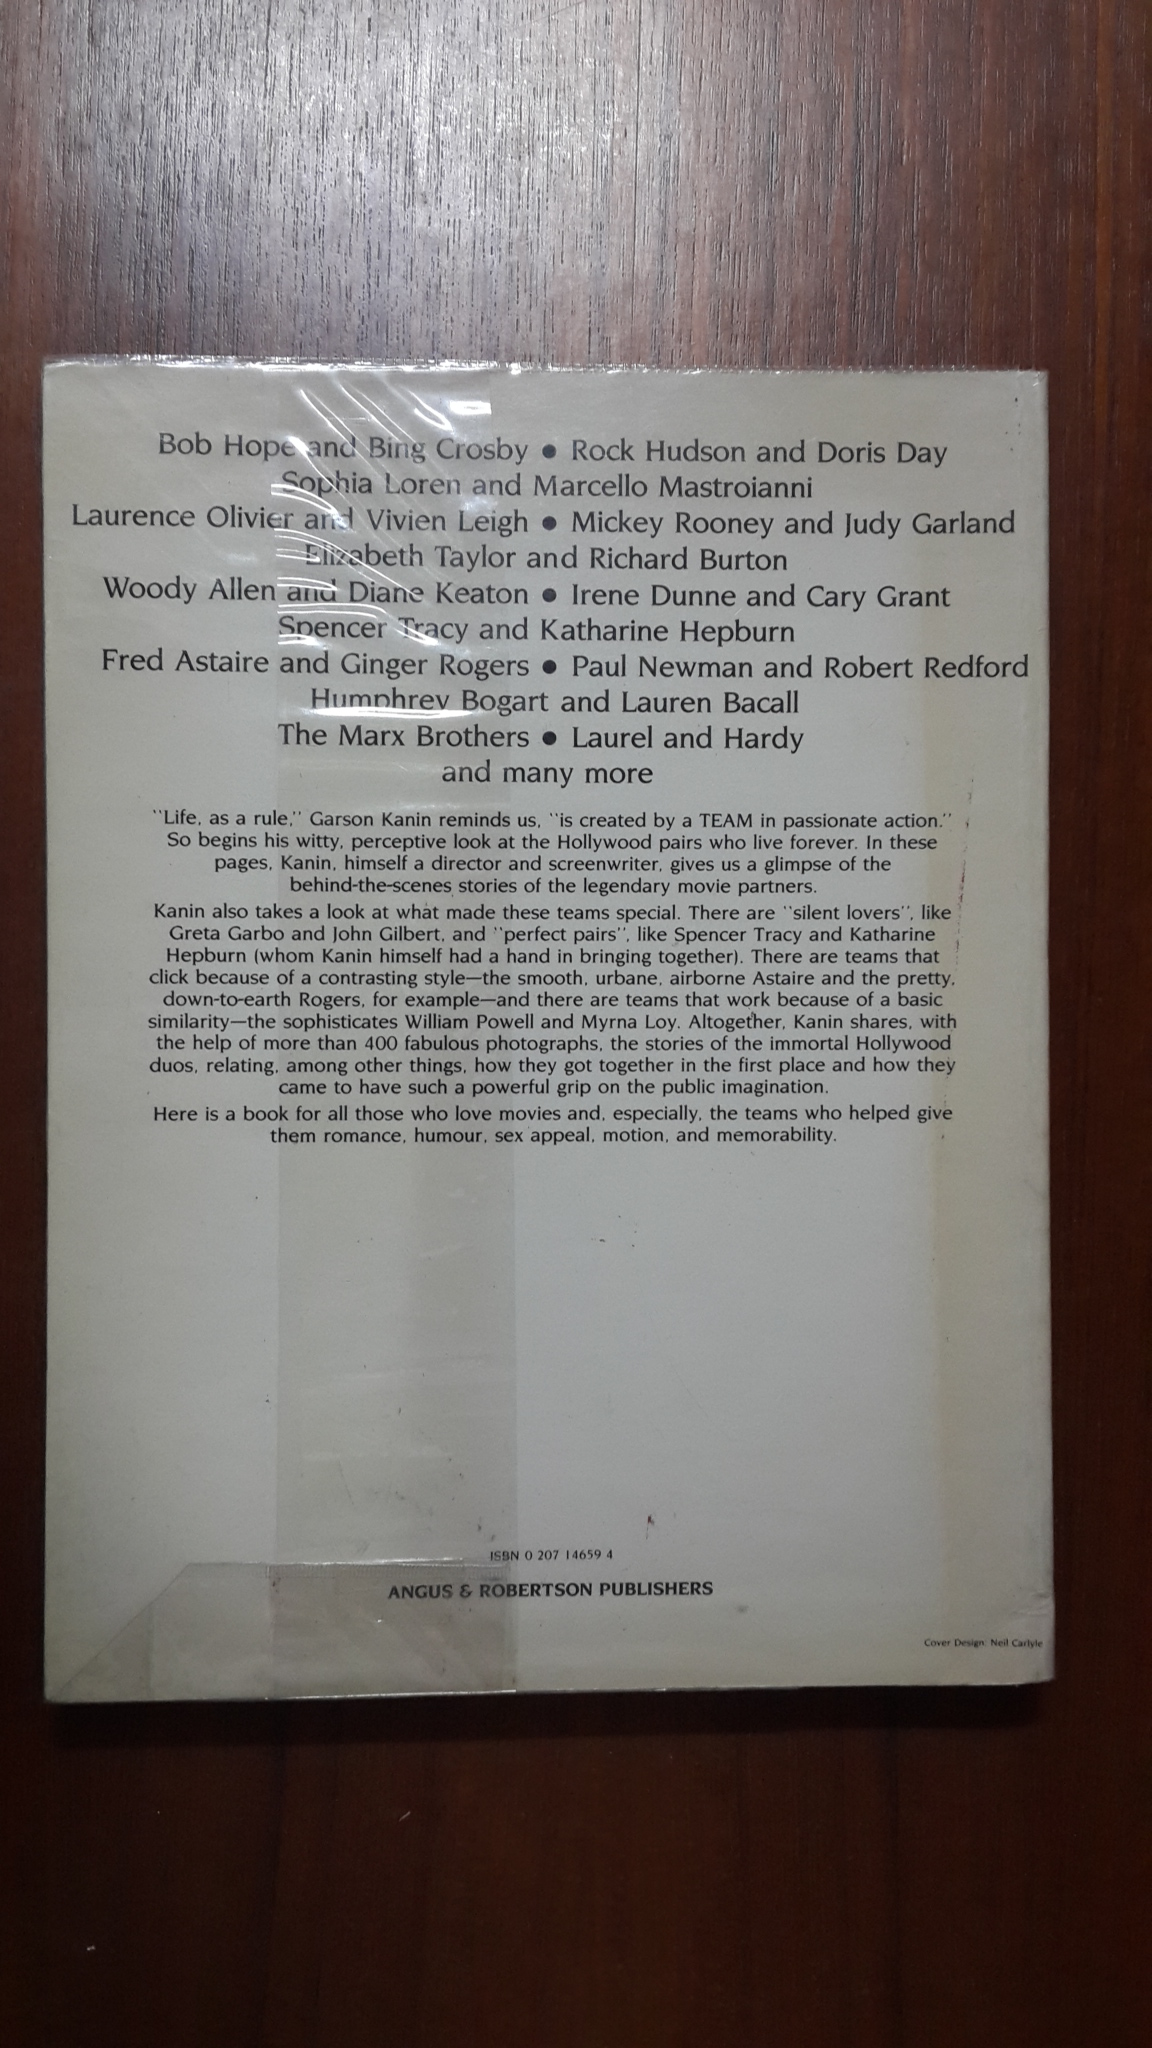 Bob Hope and Bing Crosby ● Rock Hudson and Doris Day
Sophia Loren and Marcello Mastroianni
Laurence Olivier and Vivien Leigh ● Mickey Rooney and Judy Garland
Elizabeth Taylor and Richard Burton
Woody Allen and Diane Keaton ● Irene Dunne and Cary Grant
Spencer Tracy and Katharine Hepburn
Fred Astaire and Ginger Rogers ● Paul Newman and Robert Redford
Humphrey Bogart and Lauren Bacall
The Marx Brothers ● Laurel and Hardy
and many more
"Life, as a rule," Garson Kanin reminds us, "is created by a TEAM in passionate action."
So begins his witty, perceptive look at the Hollywood pairs who live forever. In these
pages, Kanin, himself a director and screenwriter, gives us a glimpse of the
behind-the-scenes stories of the legendary movie partners.
Kanin also takes a look at what made these teams special. There are "silent lovers", like
Greta Garbo and John Gilbert, and "perfect pairs", like Spencer Tracy and Katharine
Hepburn (whom Kanin himself had a hand in bringing together). There are teams that
click because of a contrasting style—the smooth, urbane, airborne Astaire and the pretty,
down-to-earth Rogers, for example—and there are teams that work because of a basic
similarity—the sophisticates William Powell and Myrna Loy. Altogether, Kanin shares, with
the help of more than 400 fabulous photographs, the stories of the immortal Hollywood
duos, relating, among other things, how they got together in the first place and how they
came to have such a powerful grip on the public imagination.
Here is a book for all those who love movies and, especially, the teams who helped give
them romance, humour, sex appeal, motion, and memorability.
ISBN 0 207 14659 4
ANGUS & ROBERTSON PUBLISHERS
Cover Design: Neil Carlyle